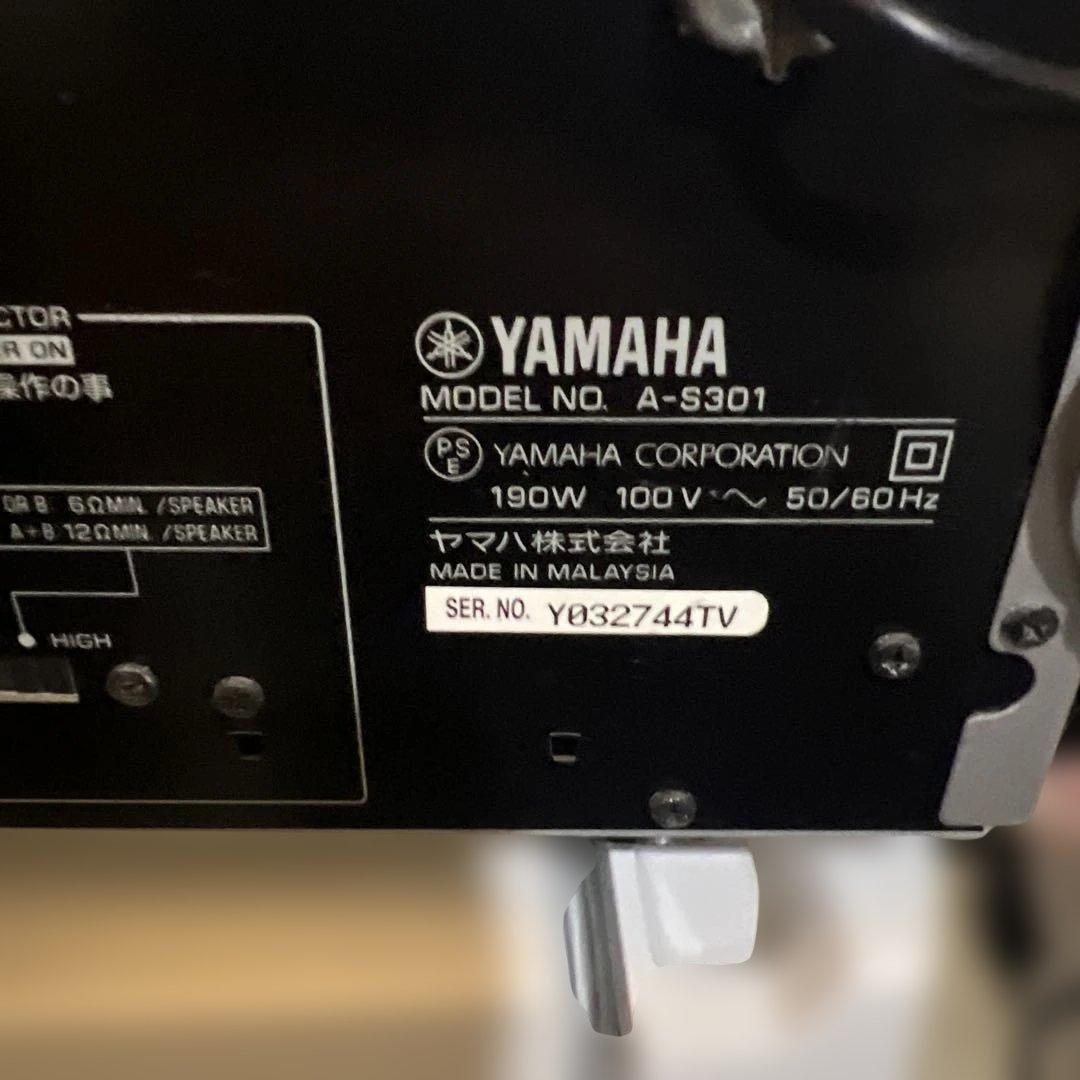 CTOR
R ON
操作の事
OR B 6ΩMIN. /SPEAKER
A+B 12ΩMIN. /SPEAKER
HIGH
YAMAHA
MODEL NO. A-S301
PSE YAMAHA CORPORATION
190W 100V 〜 50/60Hz
ヤマハ株式会社
MADE IN MALAYSIA
SER. NO. Y032744TV